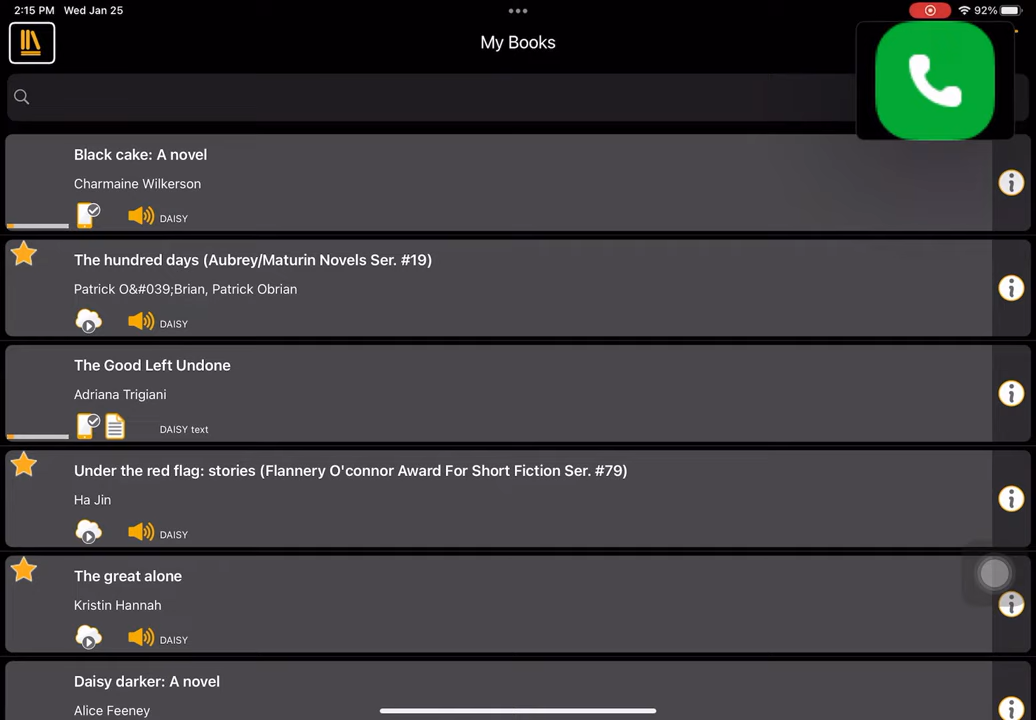 2:15 PM Wed Jan 25
92%
My Books
Black cake: A novel
Charmaine Wilkerson
DAISY
The hundred days (Aubrey/Maturin Novels Ser. #19)
Patrick O&#039;Brian, Patrick Obrian
DAISY
The Good Left Undone
Adriana Trigiani
DAISY text
Under the red flag: stories (Flannery O'connor Award For Short Fiction Ser. #79)
Ha Jin
DAISY
The great alone
Kristin Hannah
DAISY
Daisy darker: A novel
Alice Feeney